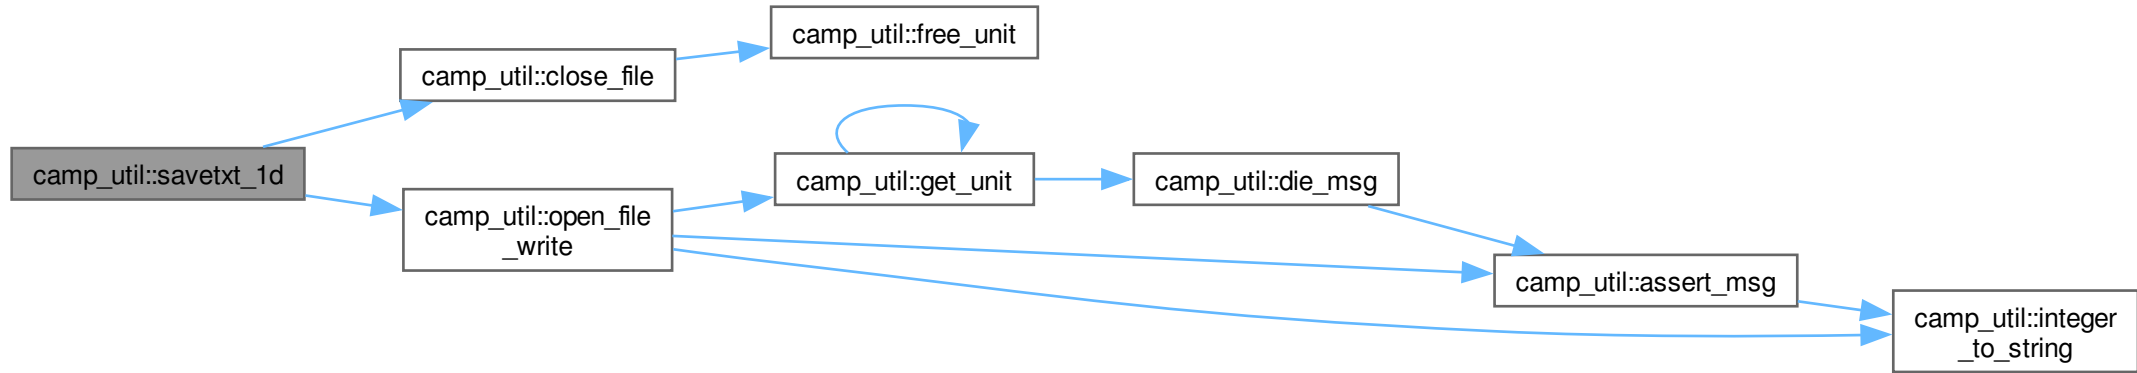 camp_util::free_unit
camp_util::close_file
camp_util::savetxt_1d
camp_util::get_unit
camp_util::die_msg
camp_util::open_file
_write
camp_util::assert_msg
camp_util::integer
_to_string